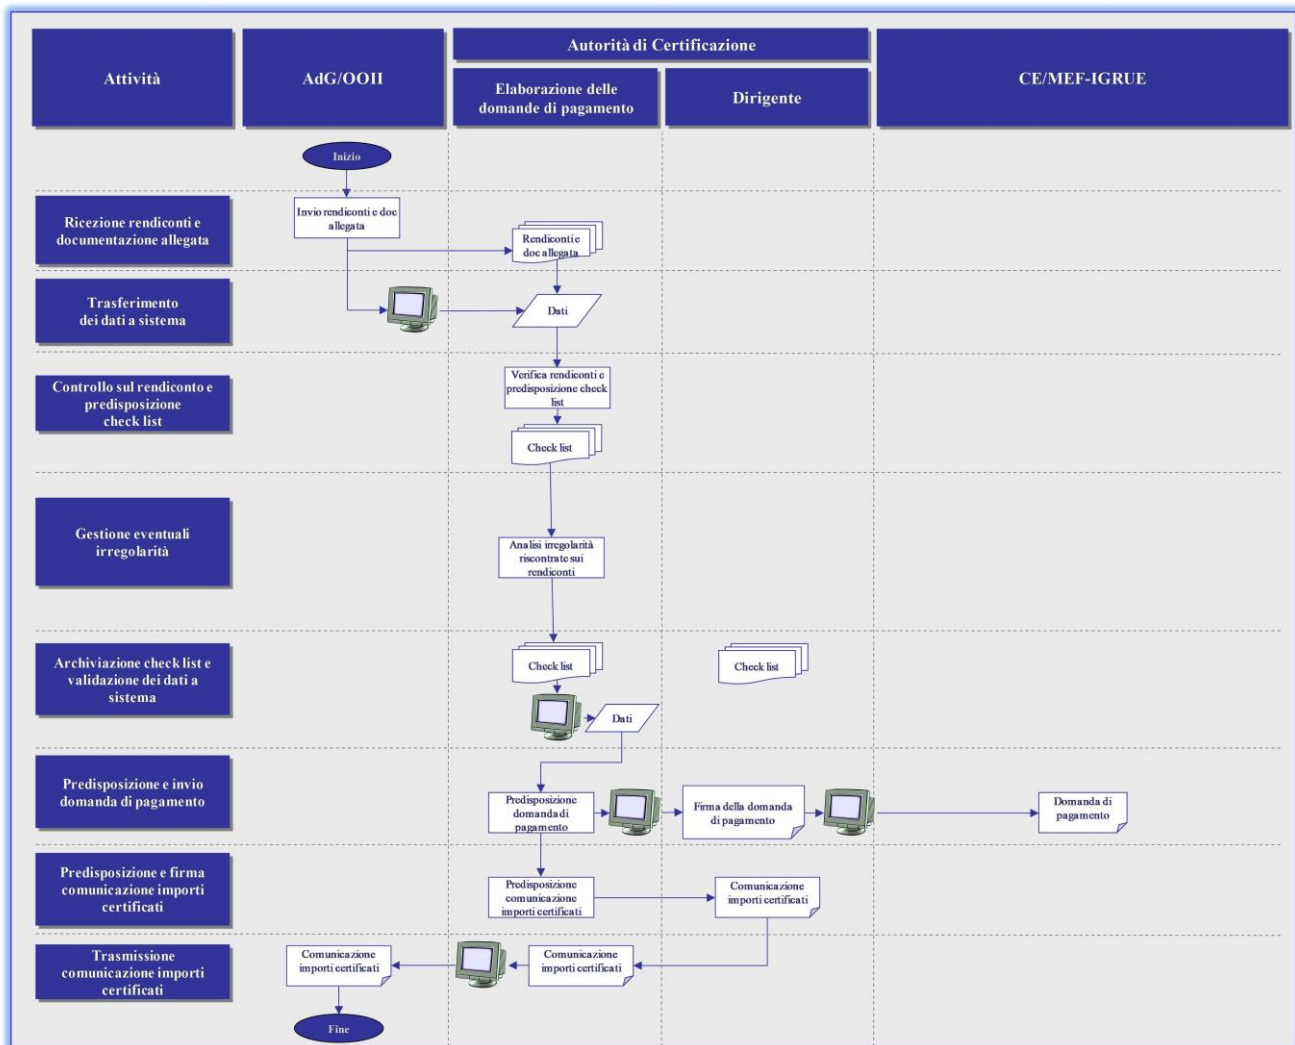 Attività
AdG/OOII
Autorità di Certificazione
Elaborazione delle
domande di pagamento
Dirigente
CE/MEF-IGRUE
Inizio
Ricezione rendiconti e
documentazione allegata
Invio rendiconti e doc
allegata
Rendiconti e
doc allegata
Trasferimento
dei dati a sistema
Dati
Controllo sul rendiconto e
predisposizione
check list
Verifica rendiconti e
predisposizione check
list
Check list
Gestione eventuali
irregolarità
Analisi irregolarità
riscontrate sui
rendiconti
Archiviazione check list e
validazione dei dati a
sistema
Check list
Check list
Dati
Predisposizione e invio
domanda di pagamento
Predisposizione
domanda di
pagamento
Firma della domanda
di pagamento
Domanda di
pagamento
Predisposizione e firma
comunicazione importi
certificati
Predisposizione
comunicazione
importi certificati
Comunicazione
importi certificati
Trasmissione
comunicazione importi
certificati
Comunicazione
importi certificati
Comunicazione
importi certificati
Fine